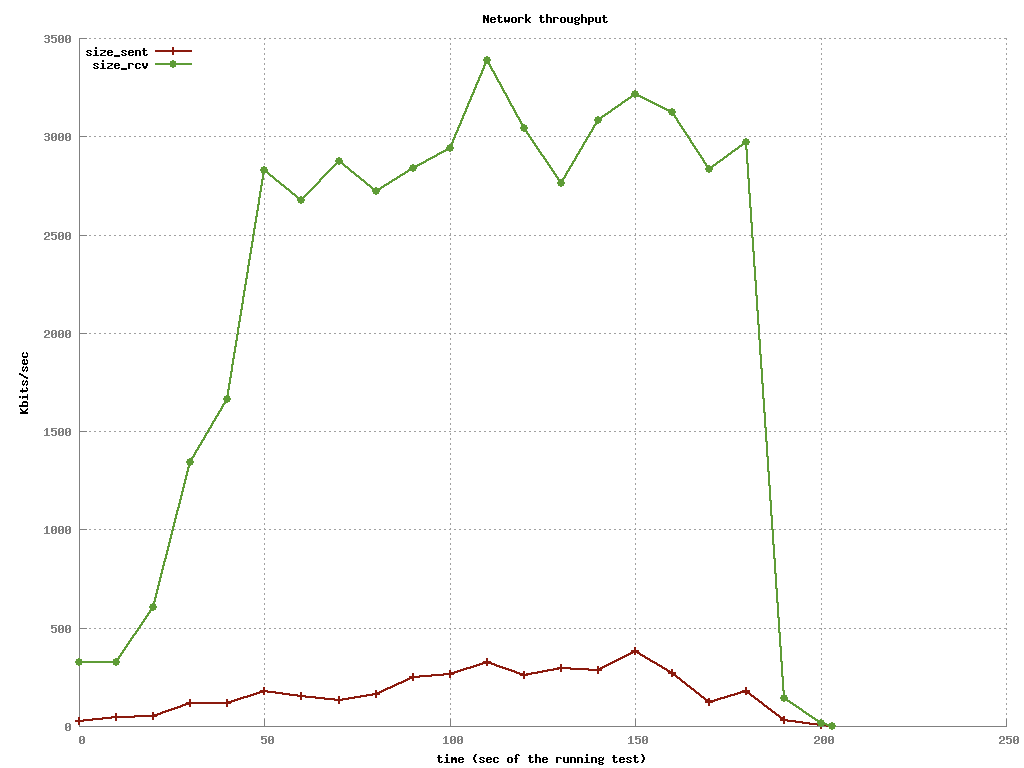 Network throughput
size_sent
size_rcv
3500
3000
2500
2000
1500
1000
500
0
Kbits/sec
0 50 100 150 200 250
time (sec of the running test)